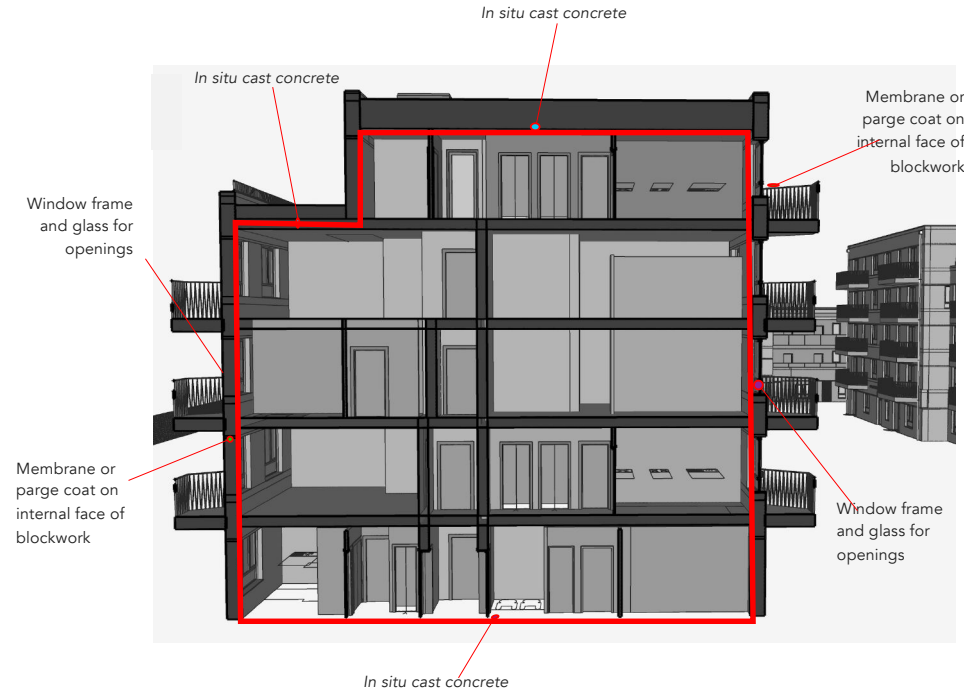 In situ cast concrete
In situ cast concrete
Membrane or
parge coat on
internal face of
blockwork
Window frame
and glass for
openings
Membrane or
parge coat on
internal face of
blockwork
Window frame
and glass for
openings
In situ cast concrete